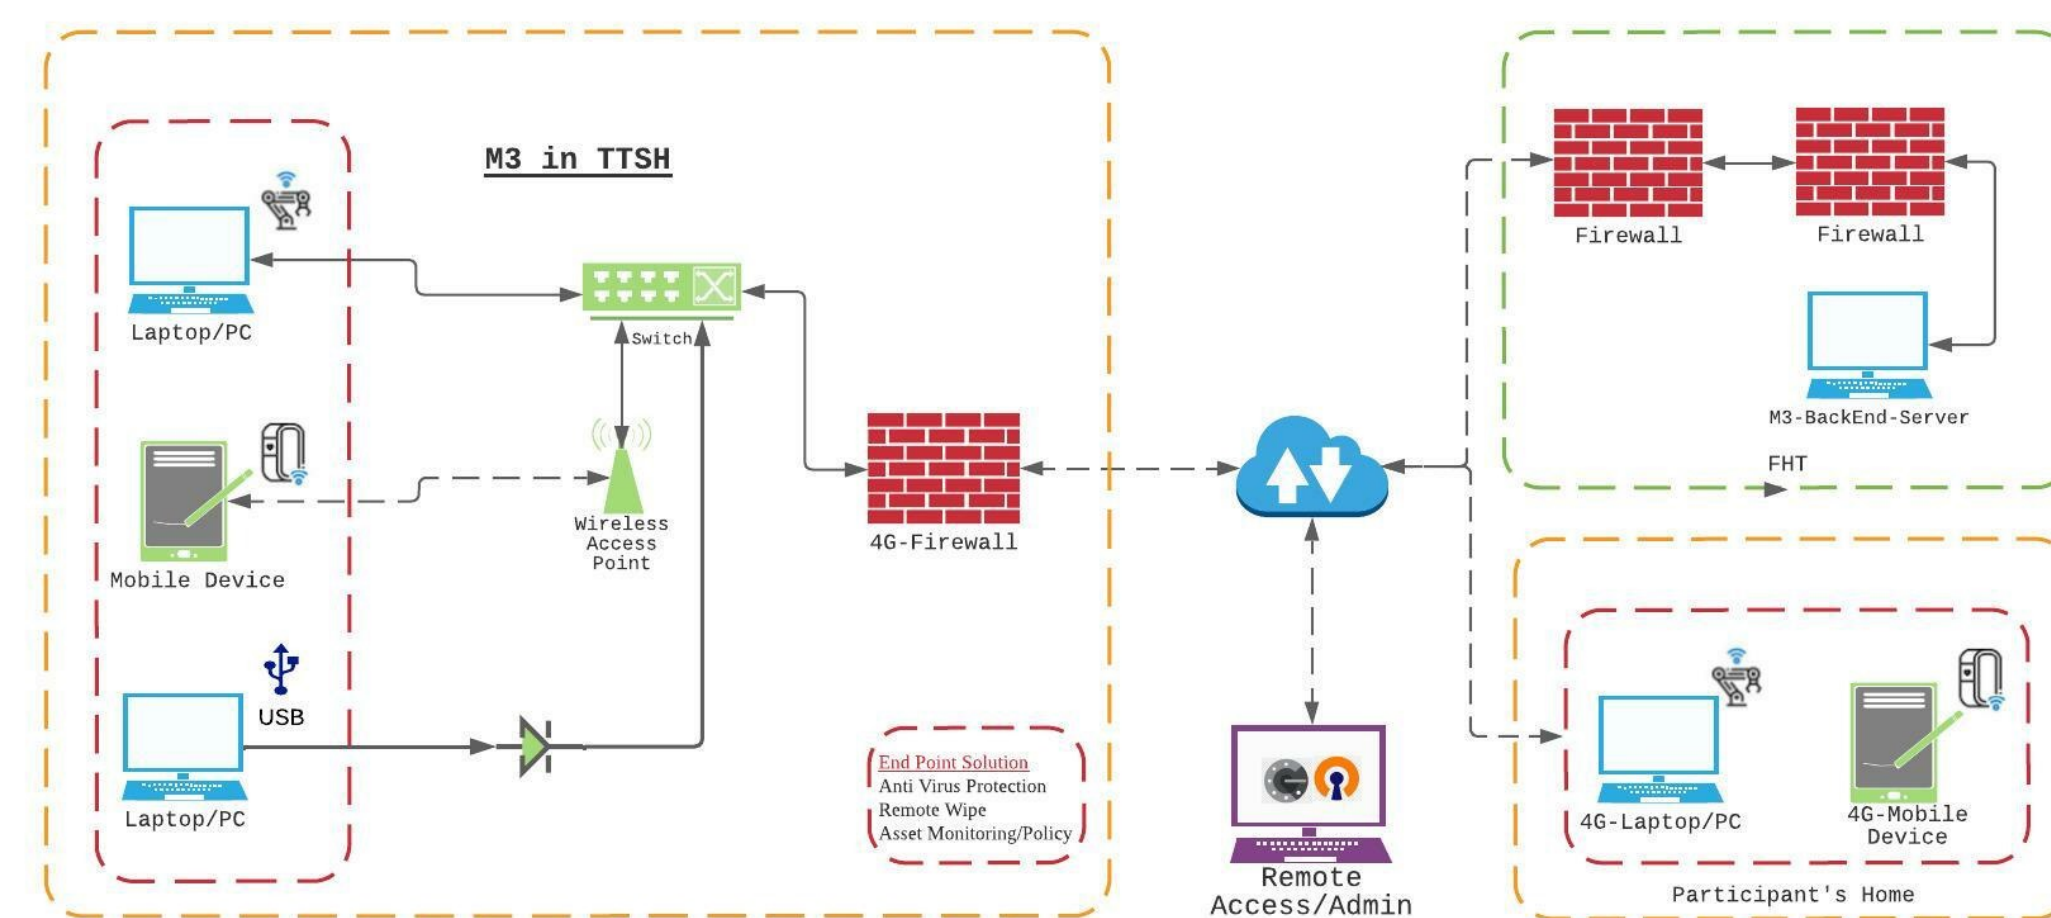 M3 in TTSH
Laptop/PC
Switch
Mobile Device
Wireless
Access
Point
4G-Firewall
USB
Laptop/PC
End Point Solution
Anti Virus Protection
Remote Wipe
Asset Monitoring/Policy
Remote
Access/Admin
Firewall
Firewall
M3-BackEnd-Server
FHT
4G-Laptop/PC
4G-Mobile
Device
Participant's Home